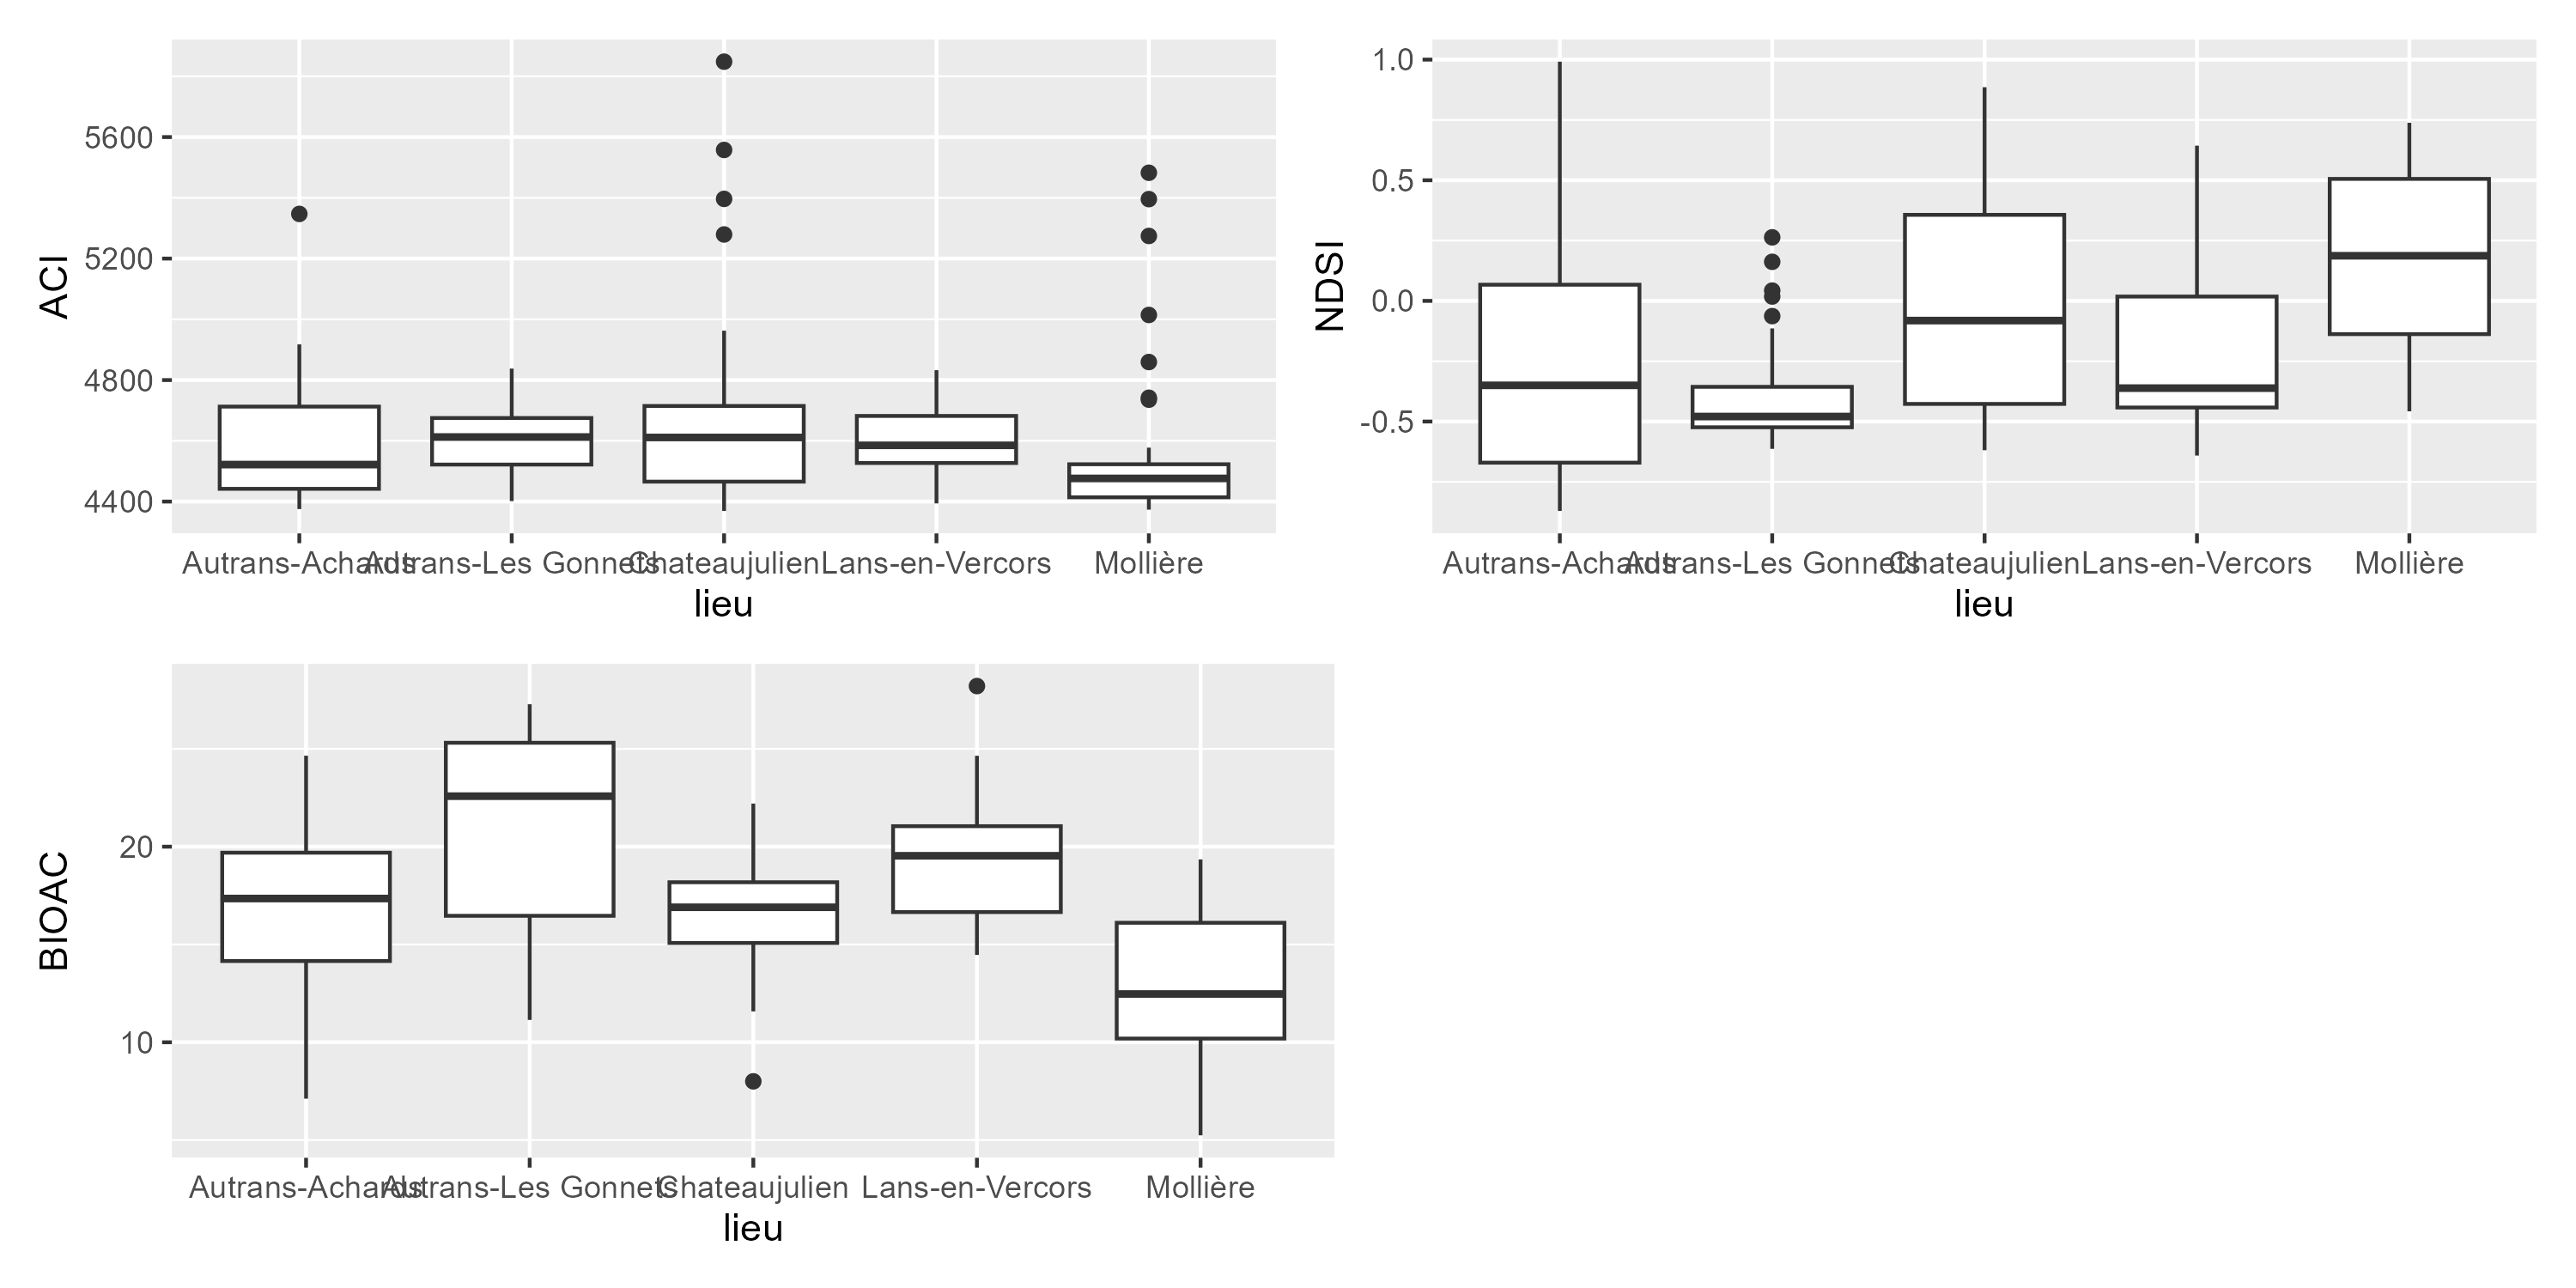 ACI
5600
5200
4800
4400
Autrans-Achards Autrans-Les Gonnets Chateaujulien Lans-en-Vercors Mollière
lieu
NDSI
1.0
0.5
0.0
-0.5
Autrans-Achards Autrans-Les Gonnets Chateaujulien Lans-en-Vercors Mollière
lieu
BIOAC
20
10
Autrans-Achards Autrans-Les Gonnets Chateaujulien Lans-en-Vercors Mollière
lieu